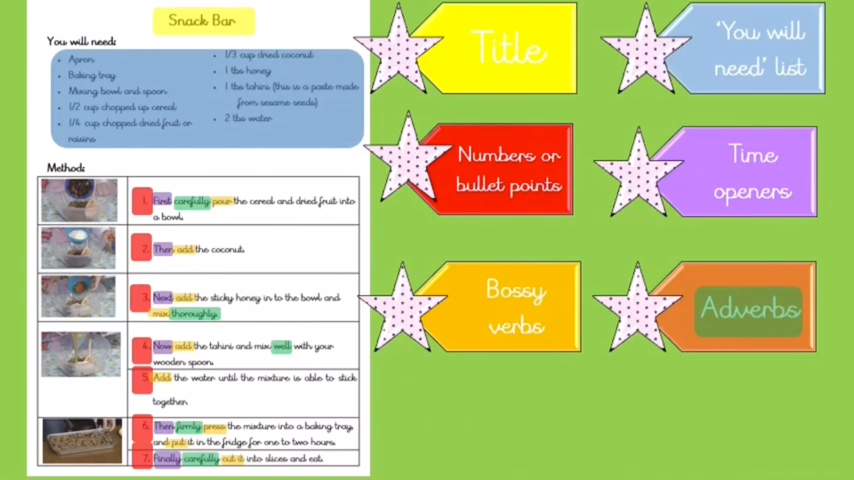 Snack Bar
You will need:
Apron
Baking tray
Mixing bowl and spoon
1/2 cup chopped up cereal
1/4 cup chopped dried fruit or
raisins
1/3 cup dried coconut
1 tbs honey
1 tbs tahini (this is a paste made
from sesame seeds)
2 tbs water
Method:
1. First carefully pour the cereal and dried fruit into
a bowl.
2. Then add the coconut.
3. Next add the sticky honey in to the bowl and
mix thoroughly.
4. Now add the tahini and mix well with your
wooden spoon.
5. Add the water until the mixture is able to stick
together.
6. Then firmly press the mixture into a baking tray,
and put it in the fridge for one to two hours.
7. Finally carefully cut it into slices and eat.
Title
'You will
need' list
Numbers or
bullet points
Time
openers
Bossy
verbs
Adverbs